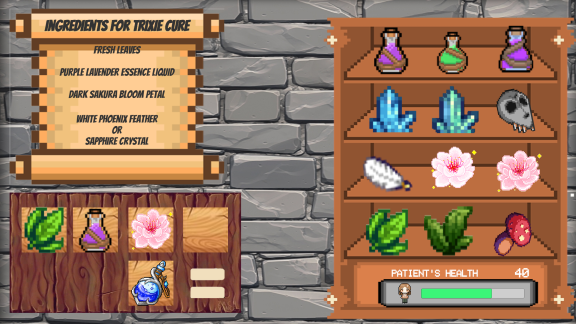 INGREDIENTS FOR TRIXIE CURE
FRESH LEAVES
PURPLE LAVENDER ESSENCE LIQUID
DARK SAKURA BLOOM PETAL
WHITE PHOENIX FEATHER
OR
SAPPHIRE CRYSTAL
PATIENT'S HEALTH 40